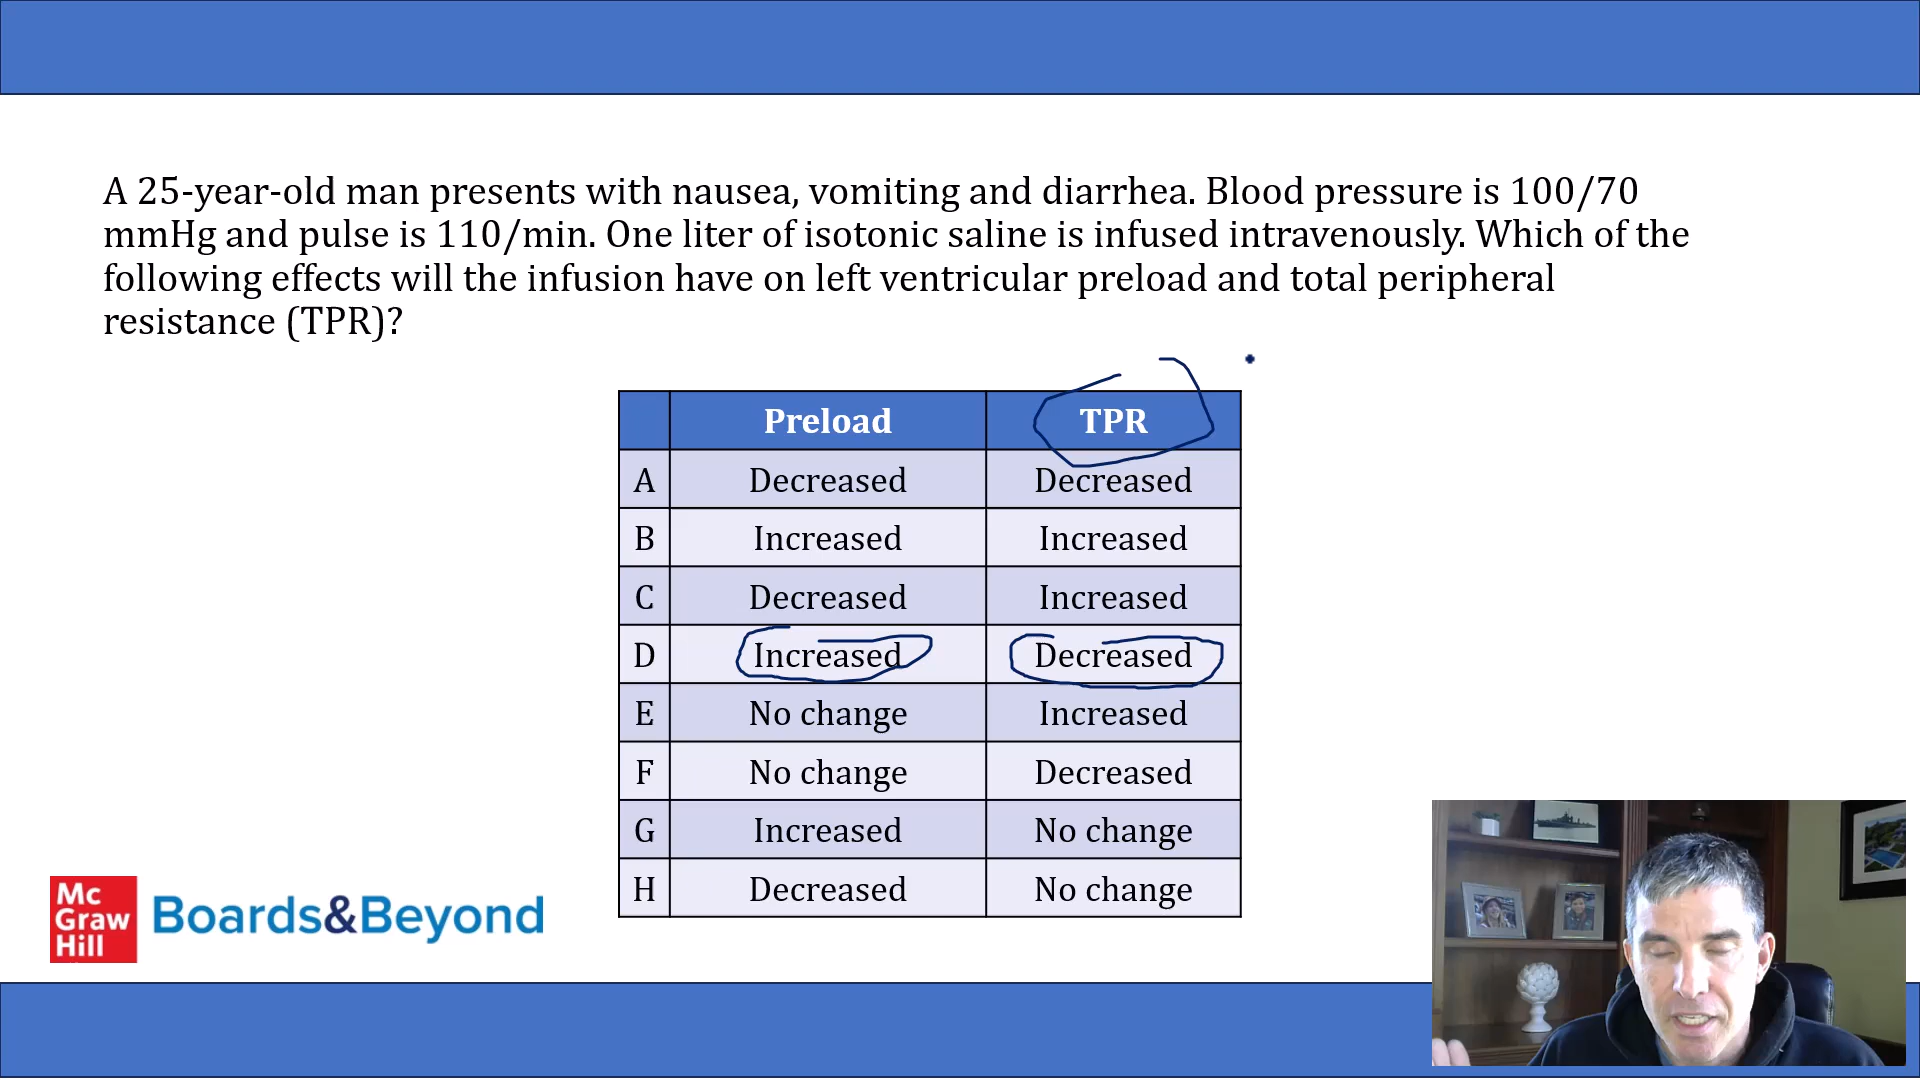 A 25-year-old man presents with nausea, vomiting and diarrhea. Blood pressure is 100/70
mmHg and pulse is 110/min. One liter of isotonic saline is infused intravenously. Which of the
following effects will the infusion have on left ventricular preload and total peripheral
resistance (TPR)?
Preload TPR
A Decreased Decreased
B Increased Increased
C Decreased Increased
D Increased Decreased
E No change Increased
F No change Decreased
G Increased No change
H Decreased No change
Mc
Graw
Hill
Boards&Beyond